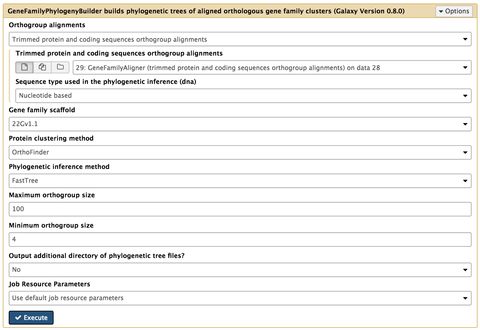 GeneFamilyPhylogenyBuilder builds phylogenetic trees of aligned orthologous gene family clusters (Galaxy Version 0.8.0)
Options
Orthogroup alignments
Trimmed protein and coding sequences orthogroup alignments
Trimmed protein and coding sequences orthogroup alignments
29: GeneFamilyAligner (trimmed protein and coding sequences orthogroup alignments) on data 28
Sequence type used in the phylogenetic inference (dna)
Nucleotide based
Gene family scaffold
22Gv1.1
Protein clustering method
OrthoFinder
Phylogenetic inference method
FastTree
Maximum orthogroup size
100
Minimum orthogroup size
4
Output additional directory of phylogenetic tree files?
No
Job Resource Parameters
Use default job resource parameters
Execute